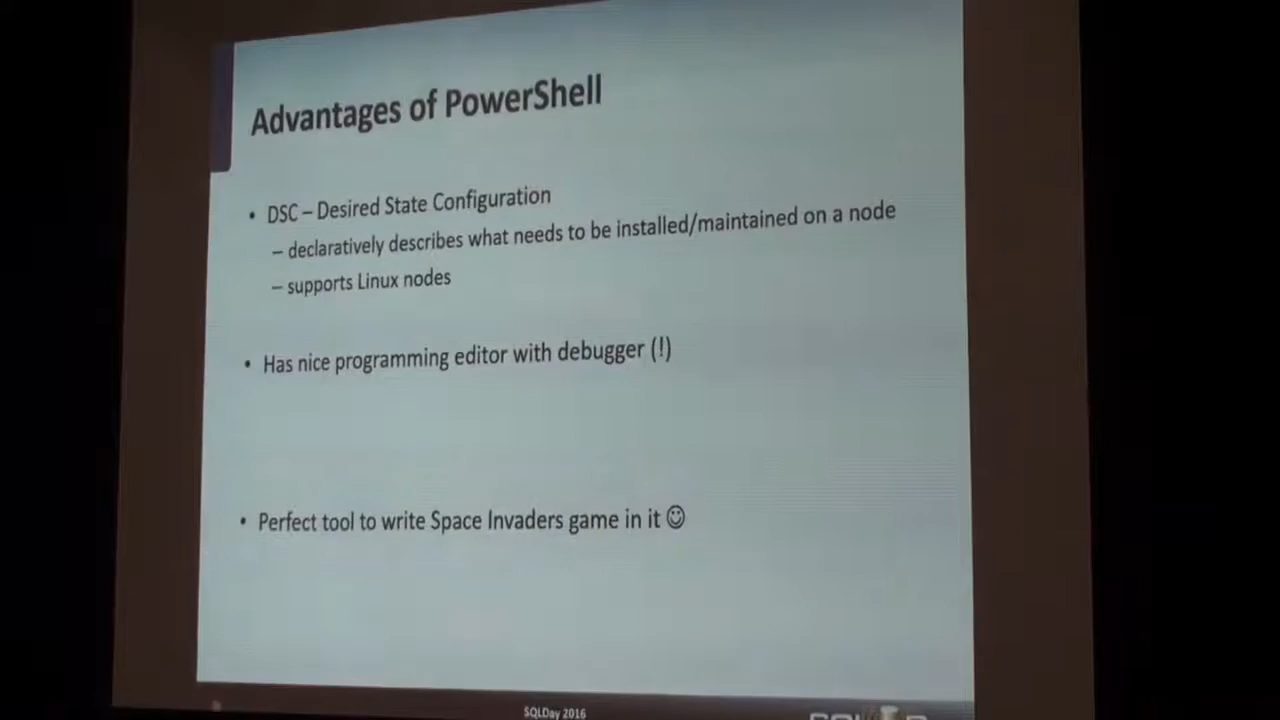 Advantages of PowerShell
• DSC – Desired State Configuration
– declaratively describes what needs to be installed/maintained on a node
– supports Linux nodes
• Has nice programming editor with debugger (!)
• Perfect tool to write Space Invaders game in it ☺
SQLDay 2016